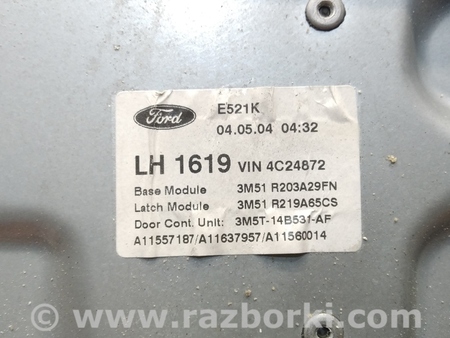 Ford
E521K
04.05.04 04:32
LH 1619 VIN 4C24872
Base Module 3M51 R203A29FN
Latch Module 3M51 R219A65CS
Door Cont. Unit: 3M5T-14B531-AF
A11557187/A11637957/A11560014
www.razborki.com